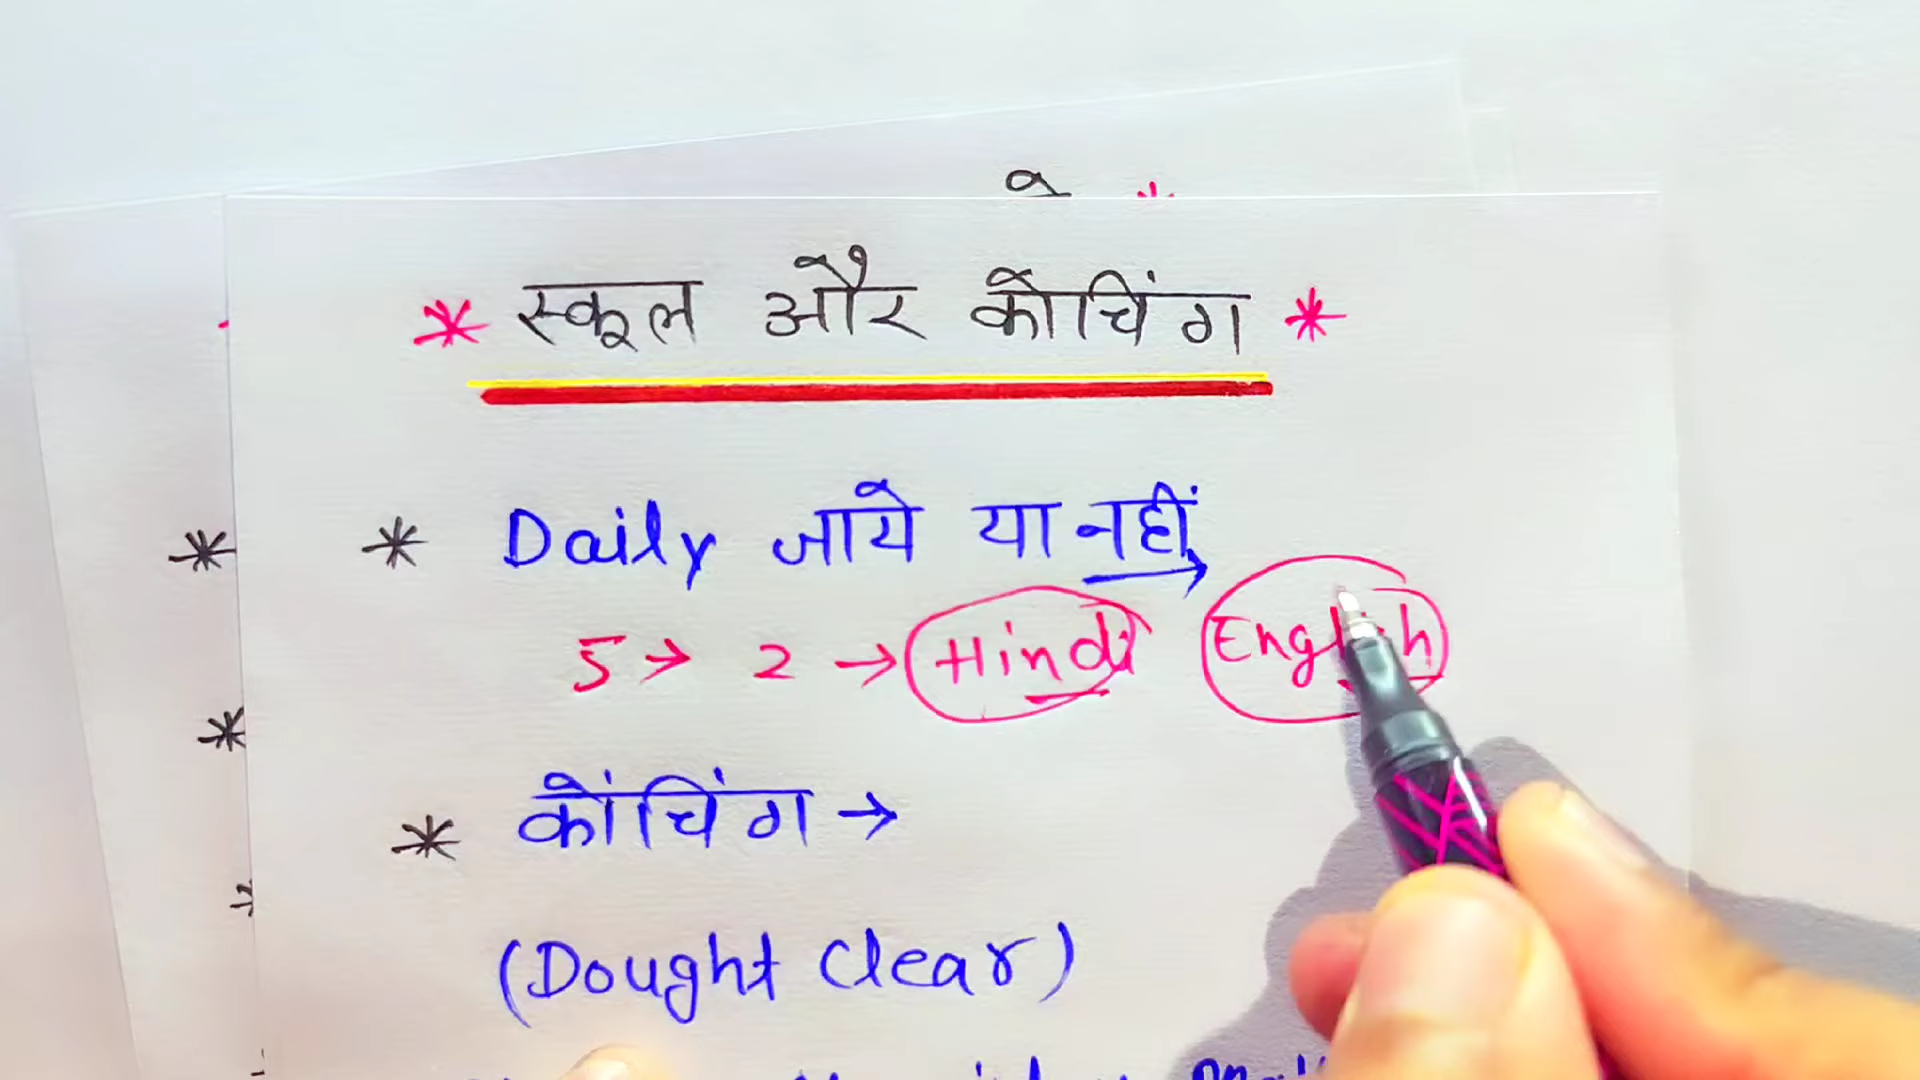 * स्कूल और कोचिंग *
* Daily जाये या नहीं
5 → 2 → Hindi English
* कोंचिंग →
(Dought Clear)